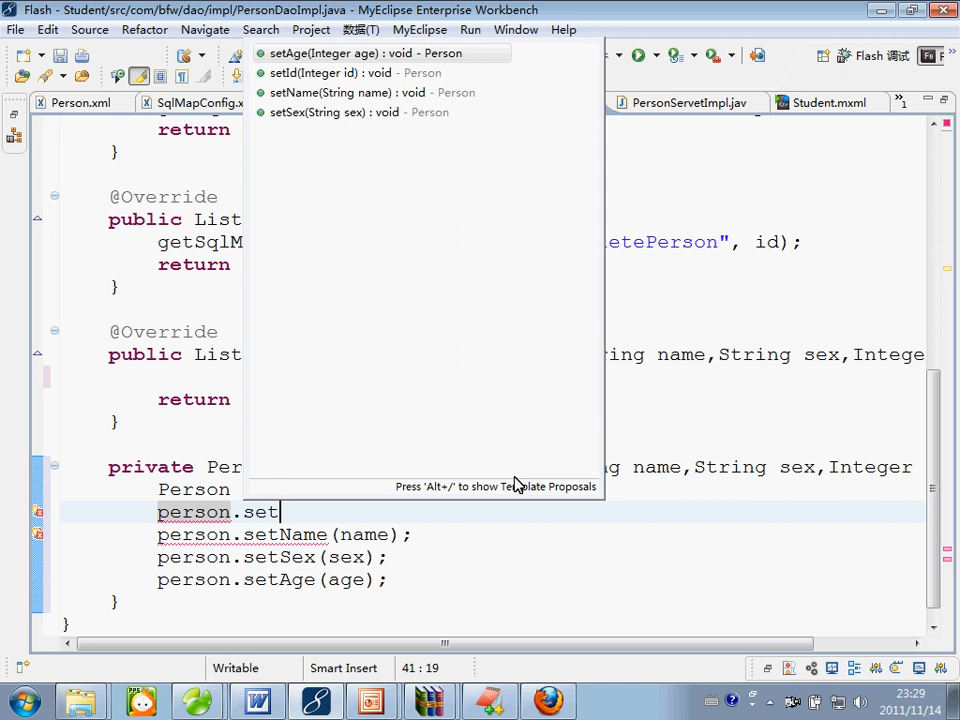 Flash - Student/src/com/bfw/dao/impl/PersonDaoImpl.java - MyEclipse Enterprise Workbench
File Edit Source Refactor Navigate Search Project 数据(T) MyEclipse Run Window Help
Flash 调试
Person.xml SqlMapConfig.x PersonServetImpl.jav Student.mxml »1
setAge(Integer age) : void - Person
setId(Integer id) : void - Person
setName(String name) : void - Person
setSex(String sex) : void - Person
Press 'Alt+/' to show Template Proposals
return
}
@Override
public List
getSqlM etePerson", id);
return
}
@Override
public List ing name,String sex,Intege
return
}
private Per g name,String sex,Integer
Person
person.set
person.setName(name);
person.setSex(sex);
person.setAge(age);
}
}
Writable Smart Insert 41 : 19
23:29
2011/11/14